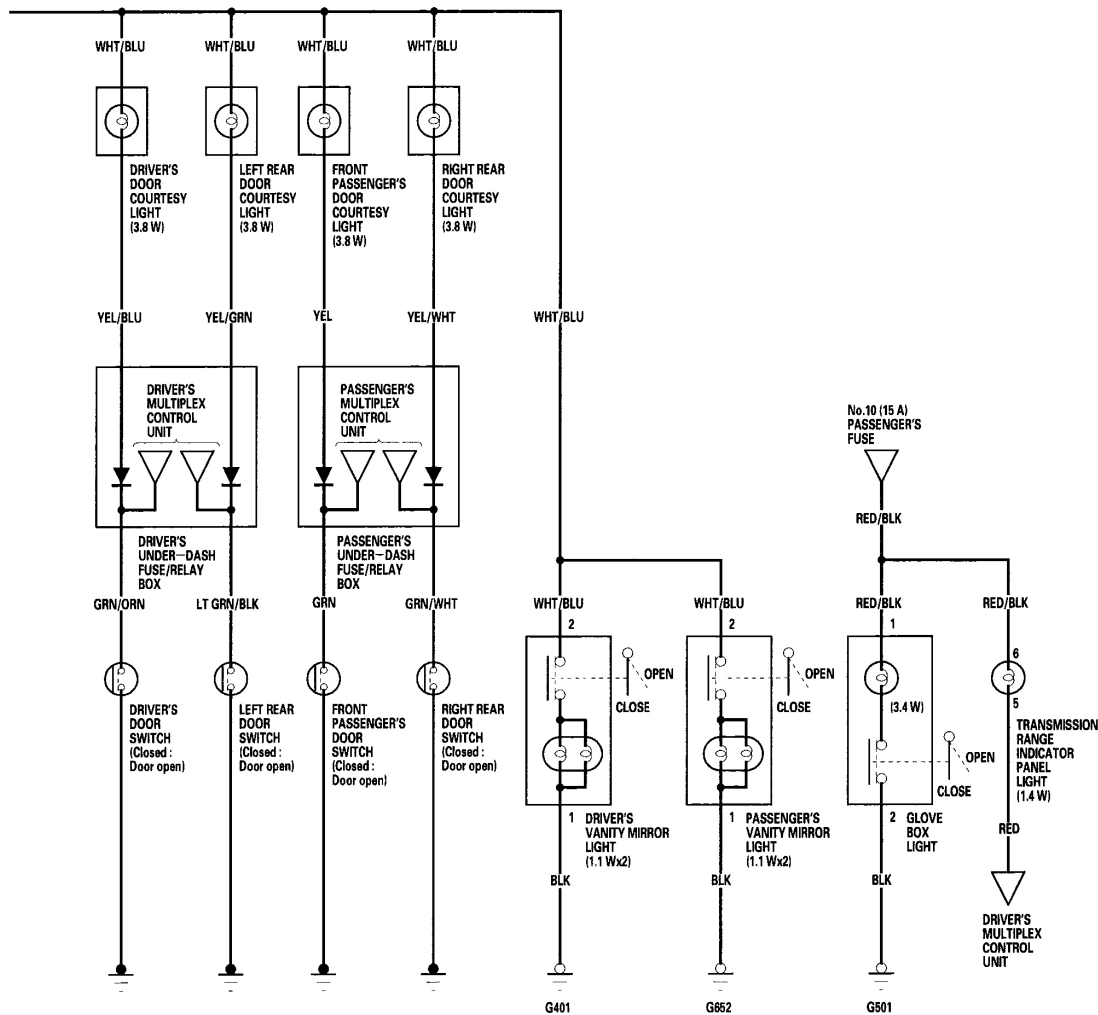 WHT/BLU
WHT/BLU
WHT/BLU
WHT/BLU
DRIVER'S
DOOR
COURTESY
LIGHT
(3.8 W)
LEFT REAR
DOOR
COURTESY
LIGHT
(3.8 W)
FRONT
PASSENGER'S
DOOR
COURTESY
LIGHT
(3.8 W)
RIGHT REAR
DOOR
COURTESY
LIGHT
(3.8 W)
YEL/BLU
YEL/GRN
YEL
YEL/WHT
WHT/BLU
DRIVER'S
MULTIPLEX
CONTROL
UNIT
PASSENGER'S
MULTIPLEX
CONTROL
UNIT
No.10 (15 A)
PASSENGER'S
FUSE
RED/BLK
DRIVER'S
UNDER-DASH
FUSE/RELAY
BOX
PASSENGER'S
UNDER-DASH
FUSE/RELAY
BOX
GRN/ORN
LT GRN/BLK
GRN
GRN/WHT
WHT/BLU
WHT/BLU
RED/BLK
RED/BLK
2
2
1
6
OPEN
CLOSE
OPEN
CLOSE
(3.4 W)
OPEN
CLOSE
5
DRIVER'S
DOOR
SWITCH
(Closed :
Door open)
LEFT REAR
DOOR
SWITCH
(Closed :
Door open)
FRONT
PASSENGER'S
DOOR
SWITCH
(Closed :
Door open)
RIGHT REAR
DOOR
SWITCH
(Closed :
Door open)
TRANSMISSION
RANGE
INDICATOR
PANEL
LIGHT
(1.4 W)
1
DRIVER'S
VANITY MIRROR
LIGHT
(1.1 Wx2)
1
PASSENGER'S
VANITY MIRROR
LIGHT
(1.1 Wx2)
2
GLOVE
BOX
LIGHT
RED
BLK
BLK
BLK
DRIVER'S
MULTIPLEX
CONTROL
UNIT
G401
G652
G501